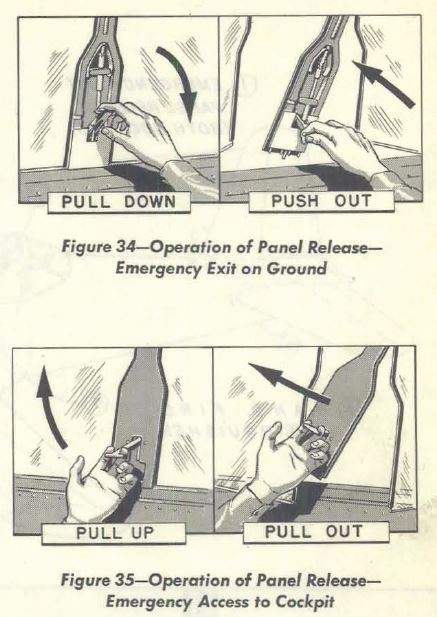 PULL DOWN
PUSH OUT
Figure 34—Operation of Panel Release—
Emergency Exit on Ground
PULL UP
PULL OUT
Figure 35—Operation of Panel Release—
Emergency Access to Cockpit